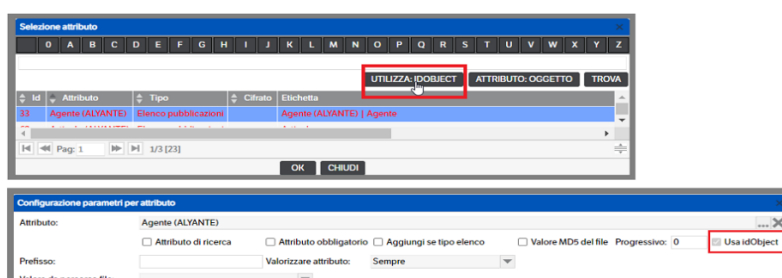 Selezione attributo
0 A B C D E F G H I J K L M N O P Q R S T U V W X Y Z
UTILIZZA: IDOBJECT ATTRIBUTO: OGGETTO TROVA
Id Attributo Tipo Cifrato Etichetta
33 Agente (ALYANTE) Elenco pubblicazioni Agente (ALYANTE) | Agente
Pag: 1 1/3 [23]
OK CHIUDI
Configurazione parametri per attributo
Attributo: Agente (ALYANTE) ...
Attributo di ricerca Attributo obbligatorio Aggiungi se tipo elenco Valore MD5 del file Progressivo: 0 Usa idObject
Prefisso: Valorizzare attributo: Sempre